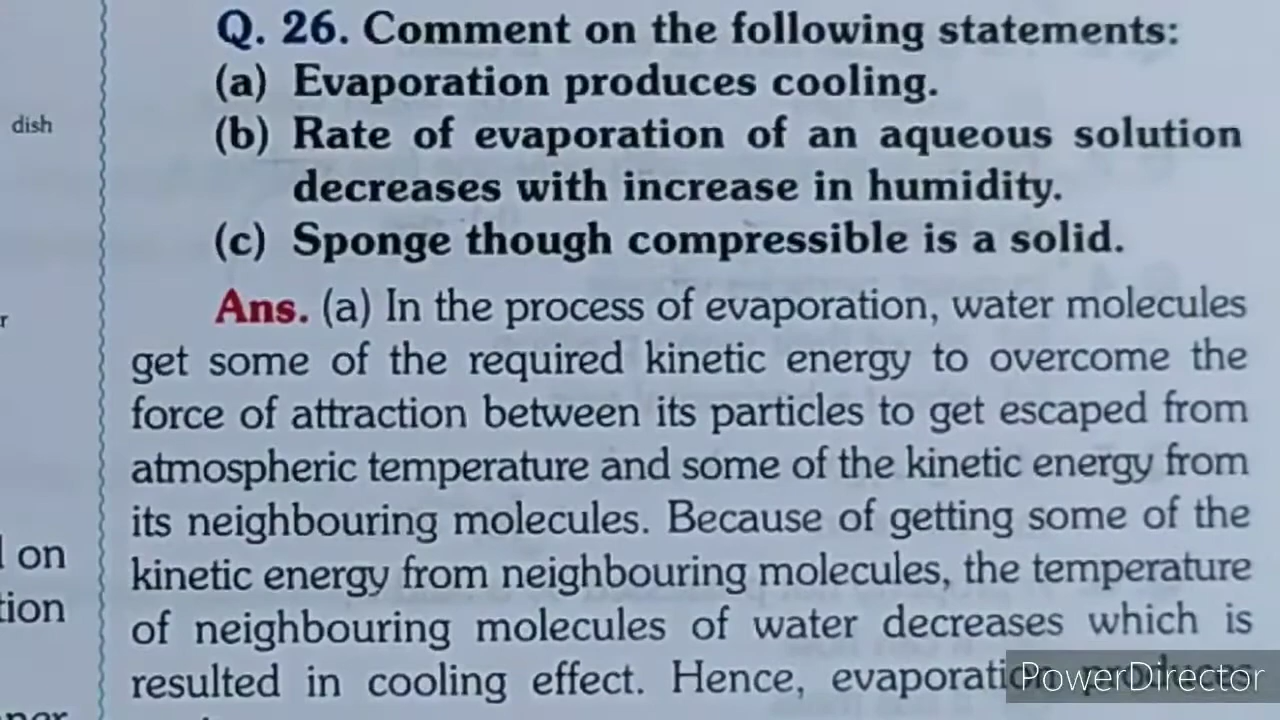 Q. 26. Comment on the following statements:
(a) Evaporation produces cooling.
dish
(b) Rate of evaporation of an aqueous solution
decreases with increase in humidity.
(c) Sponge though compressible is a solid.
Ans. (a) In the process of evaporation, water molecules
r
get some of the required kinetic energy to overcome the
force of attraction between its particles to get escaped from
atmospheric temperature and some of the kinetic energy from
its neighbouring molecules. Because of getting some of the
on
kinetic energy from neighbouring molecules, the temperature
tion
of neighbouring molecules of water decreases which is
resulted in cooling effect. Hence, evaporation produces
PowerDirector